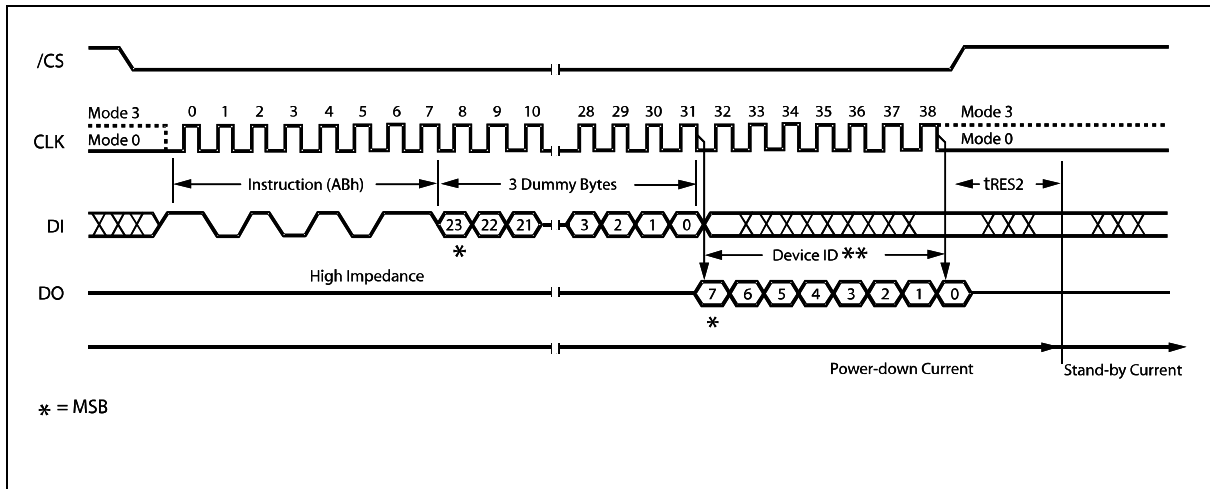 /CS
Mode 3 0 1 2 3 4 5 6 7 8 9 10 28 29 30 31 32 33 34 35 36 37 38 Mode 3
CLK Mode 0 Mode 0
Instruction (ABh) 3 Dummy Bytes tRES2
DI 23 22 21 3 2 1 0
* Device ID **
High Impedance
DO 7 6 5 4 3 2 1 0
*
Power-down Current Stand-by Current
* = MSB